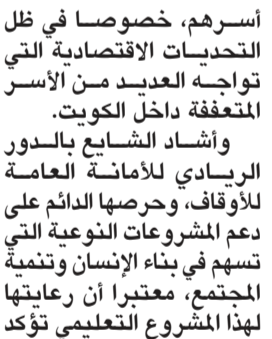 أسرهم، خصوصا في ظل
التحديات الاقتصادية التي
تواجه العديد من الأسر
المتعففة داخل الكويت.
وأشاد الشايع بالدور
الريادي للأمانة العامة
للأوقاف، وحرصها الدائم على
دعم المشروعات النوعية التي
تسهم في بناء الإنسان وتنمية
المجتمع، معتبرا أن رعايتها
لهذا المشروع التعليمي تؤكد